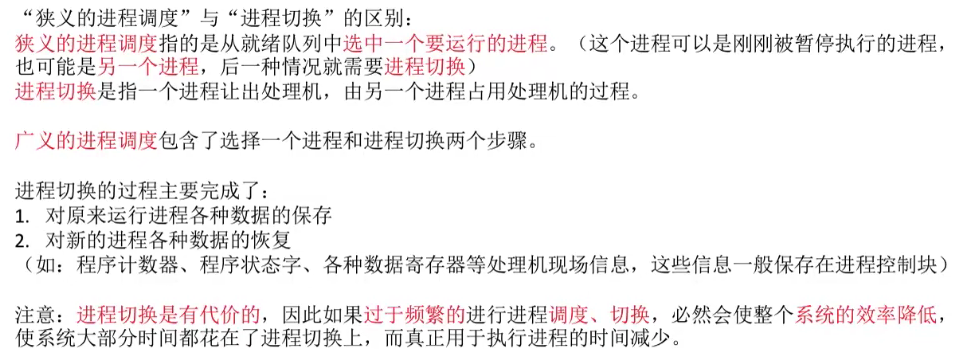 “狭义的进程调度”与“进程切换”的区别：
狭义的进程调度指的是从就绪队列中选中一个要运行的进程。（这个进程可以是刚刚被暂停执行的进程，
也可能是另一个进程，后一种情况就需要进程切换）
进程切换是指一个进程让出处理机，由另一个进程占用处理机的过程。
广义的进程调度包含了选择一个进程和进程切换两个步骤。
进程切换的过程主要完成了：
1. 对原来运行进程各种数据的保存
2. 对新的进程各种数据的恢复
（如：程序计数器、程序状态字、各种数据寄存器等处理机现场信息，这些信息一般保存在进程控制块）
注意：进程切换是有代价的，因此如果过于频繁的进行进程调度、切换，必然会使整个系统的效率降低，
使系统大部分时间都花在了进程切换上，而真正用于执行进程的时间减少。